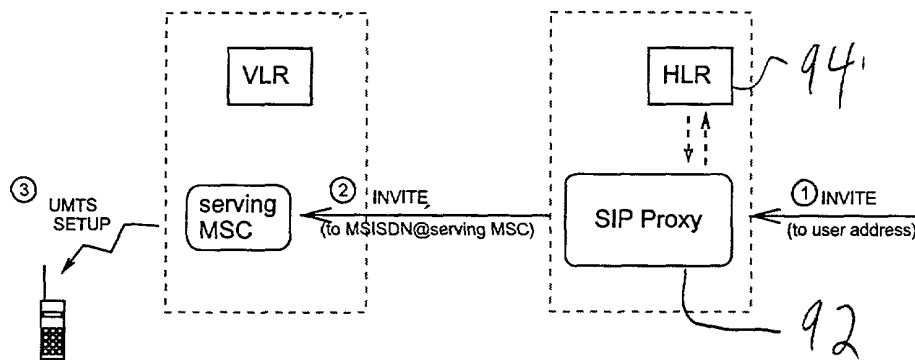 VLR
HLR
94
③ UMTS
SETUP
serving
MSC
② INVITE
(to MSISDN@serving MSC)
SIP Proxy
① INVITE
(to user address)
92